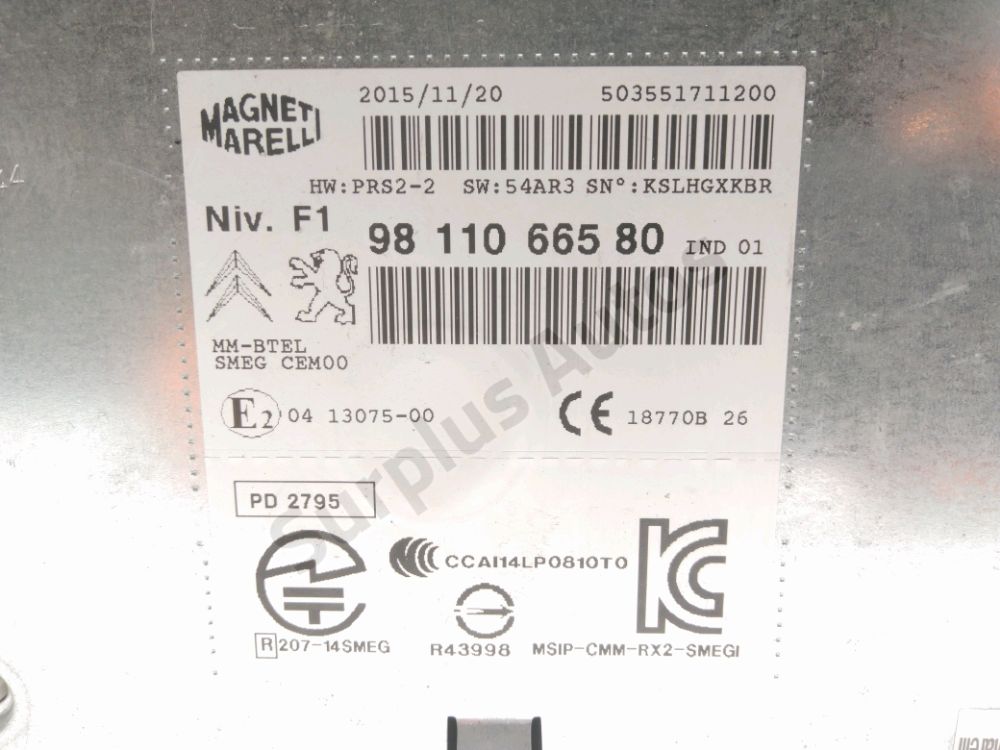 MAGNETI
MARELLI
2015/11/20 503551711200
HW:PRS2-2 SW:54AR3 SN°:KSLHGXKBR
Niv. F1
98 110 665 80 IND 01
MM-BTEL
SMEG CEM00
E2 04 13075-00 CE 18770B 26
PD 2795
CCAI14LP0810T0
R 207-14SMEG R43998 MSIP-CMM-RX2-SMEGI
Surplus Autos